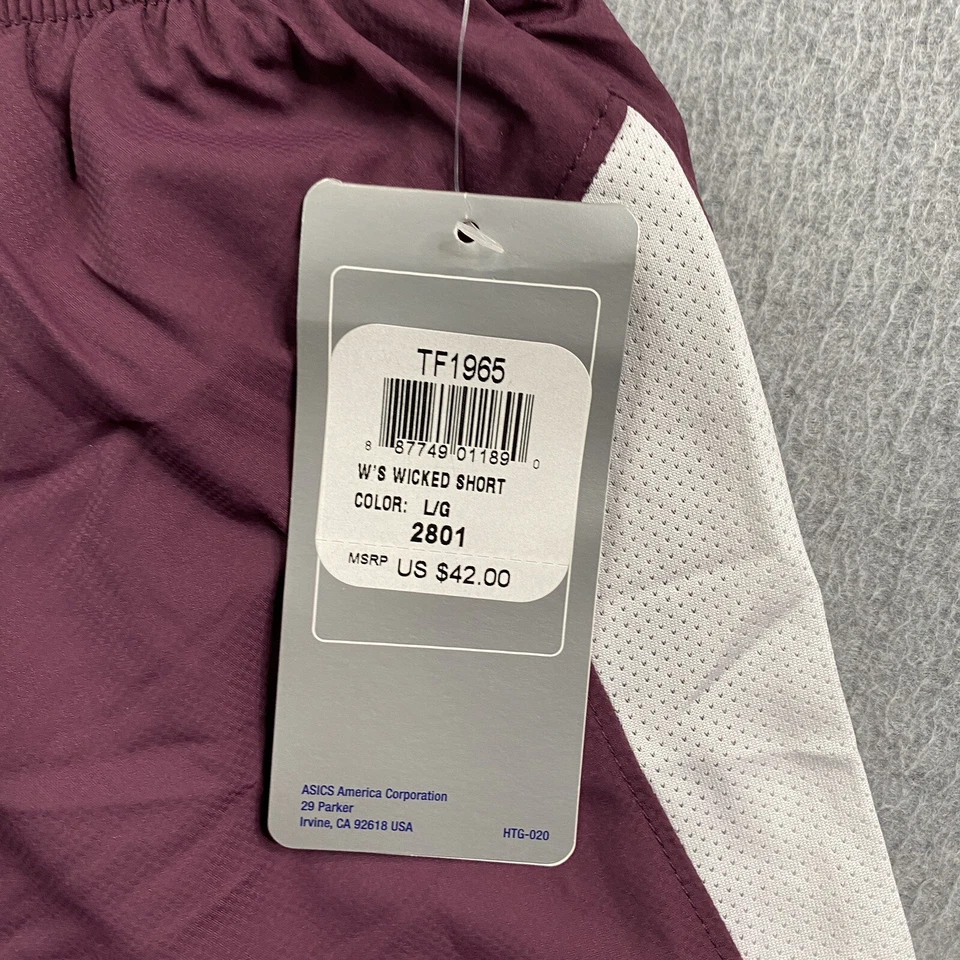 TF1965
8 87749 01189 0
W'S WICKED SHORT
COLOR: L/G
2801
MSRP US $42.00
ASICS America Corporation
29 Parker
Irvine, CA 92618 USA
HTG-020